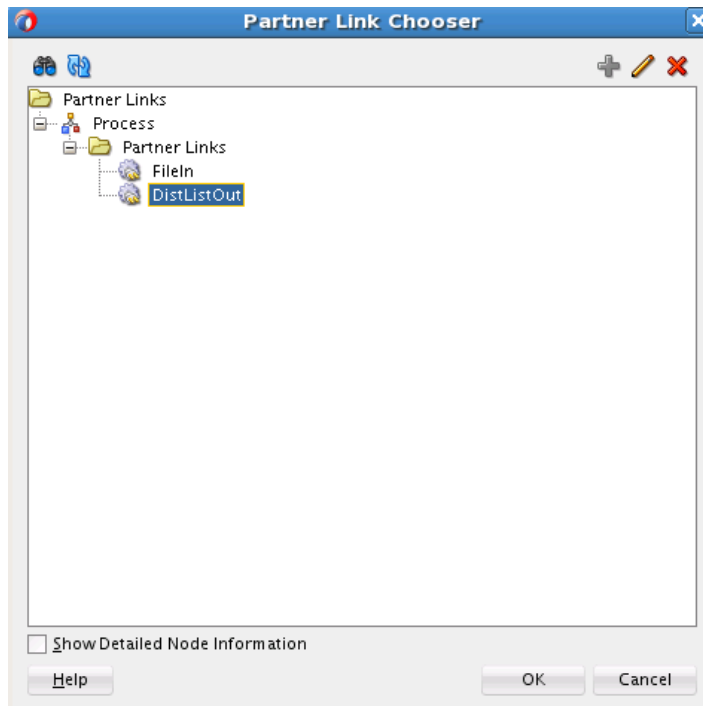 Partner Link Chooser
Partner Links
Process
Partner Links
FileIn
DistListOut
Show Detailed Node Information
Help
OK
Cancel